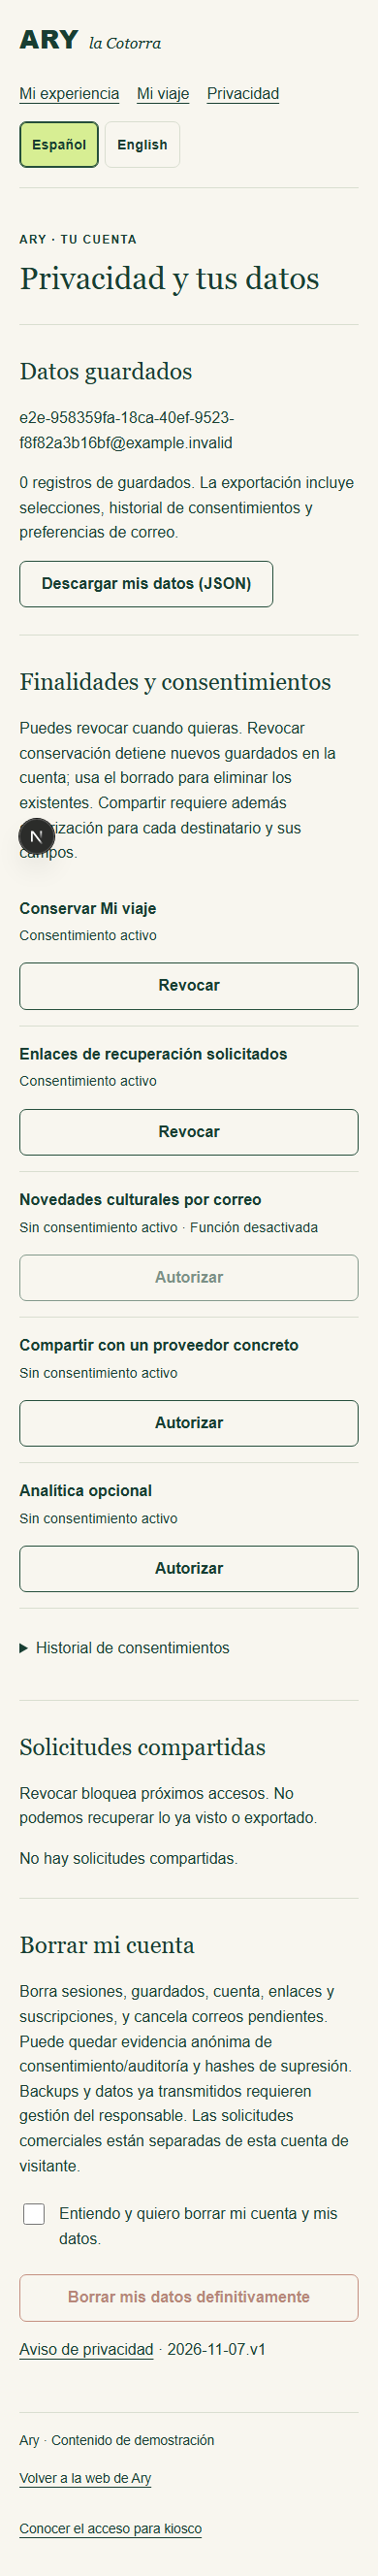 ARY la Cotorra
Mi experiencia Mi viaje Privacidad
Español English
ARY · TU CUENTA
Privacidad y tus datos
Datos guardados
e2e-958359fa-18ca-40ef-9523-
f8f82a3b16bf@example.invalid
0 registros de guardados. La exportación incluye
selecciones, historial de consentimientos y
preferencias de correo.
Descargar mis datos (JSON)
Finalidades y consentimientos
Puedes revocar cuando quieras. Revocar
conservación detiene nuevos guardados en la
cuenta; usa el borrado para eliminar los
existentes. Compartir requiere además
N
para cada destinatario y sus
campos.
Conservar Mi viaje
Consentimiento activo
Revocar
Enlaces de recuperación solicitados
Consentimiento activo
Revocar
Novedades culturales por correo
Sin consentimiento activo · Función desactivada
Autorizar
Compartir con un proveedor concreto
Sin consentimiento activo
Autorizar
Analítica opcional
Sin consentimiento activo
Autorizar
▶ Historial de consentimientos
Solicitudes compartidas
Revocar bloquea próximos accesos. No
podemos recuperar lo ya visto o exportado.
No hay solicitudes compartidas.
Borrar mi cuenta
Borra sesiones, guardados, cuenta, enlaces y
suscripciones, y cancela correos pendientes.
Puede quedar evidencia anónima de
consentimiento/auditoría y hashes de supresión.
Backups y datos ya transmitidos requieren
gestión del responsable. Las solicitudes
comerciales están separadas de esta cuenta de
visitante.
Entiendo y quiero borrar mi cuenta y mis
datos.
Borrar mis datos definitivamente
Aviso de privacidad · 2026-11-07.v1
Ary · Contenido de demostración
Volver a la web de Ary
Conocer el acceso para kiosco